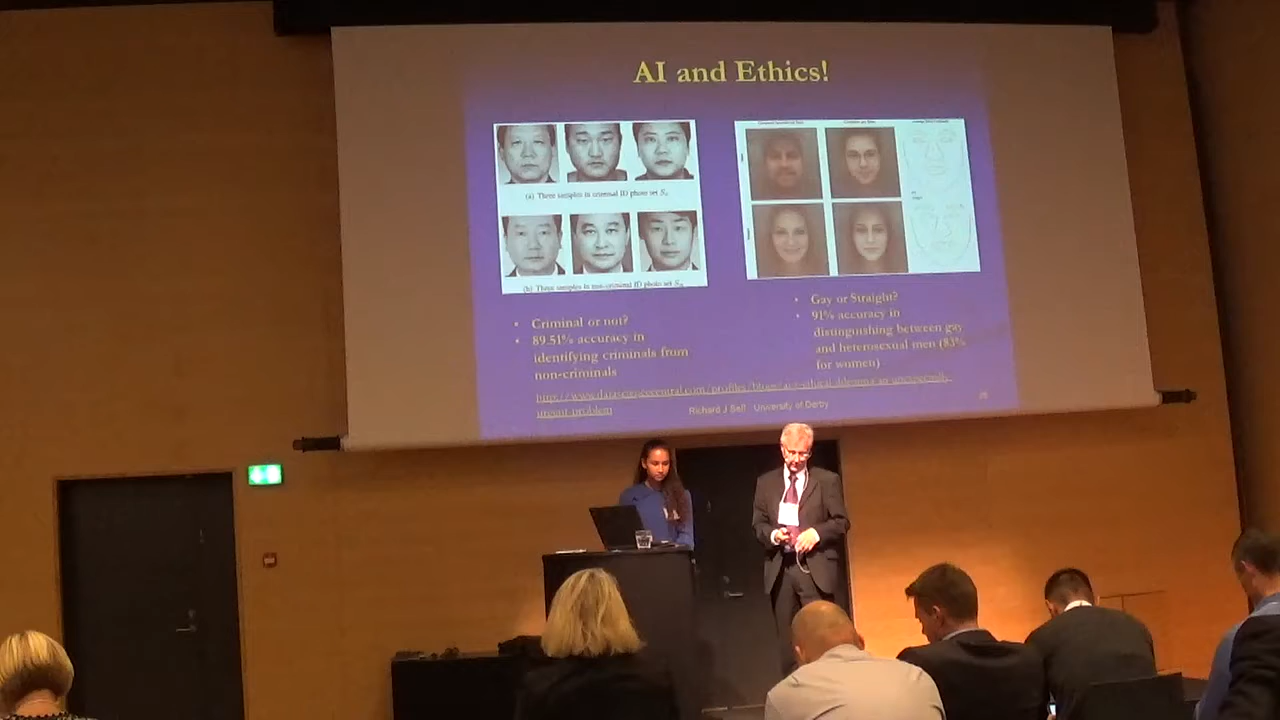 AI and Ethics!
(a) Three samples in criminal ID photo set S
(b) Three samples in non-criminal ID photo set S
• Criminal or not?
• 89.51% accuracy in
identifying criminals from
non-criminals
• Gay or Straight?
• 91% accuracy in
distinguishing between gay
and heterosexual men (83%
for women)
urgent-problem
Richard J Self University of Derby